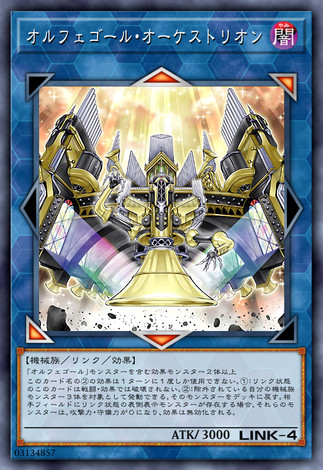 オルフェゴール・オーケストリオン
闇
やみ
【機械族／リンク／効果】
「オルフェゴール」モンスターを含む効果モンスター２体以上
このカード名の②の効果は１ターンに１度しか使用できない。①：リンク状態
のこのカードは戦闘・効果では破壊されない。②：除外されている自分の機械族
モンスター３体を対象として発動できる。そのモンスターをデッキに戻す。相
手フィールドにリンク状態の表側表示モンスターが存在する場合、それらのモ
ンスターは、攻撃力・守備力が０になり、効果は無効化される。
ATK/ 3000 LINK-4
03134857